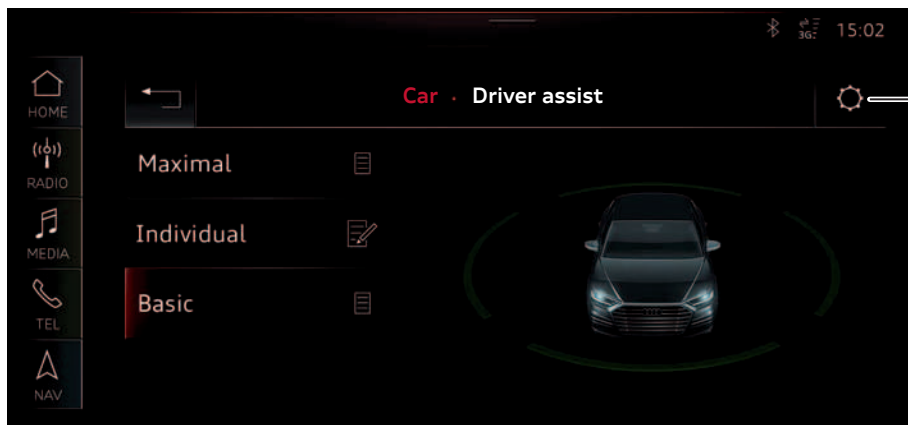 3G: 15:02
HOME
Car · Driver assist
RADIO
Maximal
MEDIA
Individual
TEL
Basic
NAV